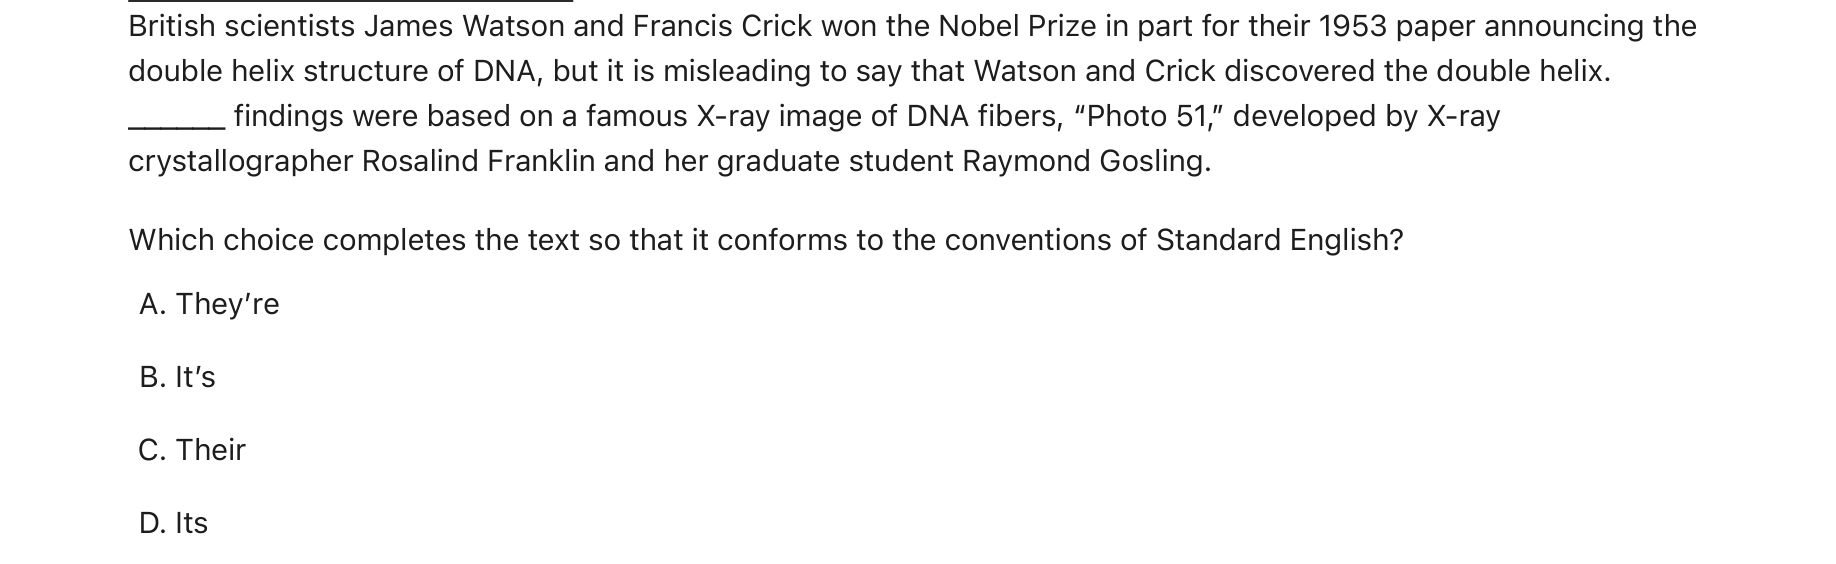 British scientists James Watson and Francis Crick won the Nobel Prize in part for their 1953 paper announcing the
double helix structure of DNA, but it is misleading to say that Watson and Crick discovered the double helix.
______ findings were based on a famous X-ray image of DNA fibers, “Photo 51,” developed by X-ray
crystallographer Rosalind Franklin and her graduate student Raymond Gosling.
Which choice completes the text so that it conforms to the conventions of Standard English?
A. They’re
B. It’s
C. Their
D. Its